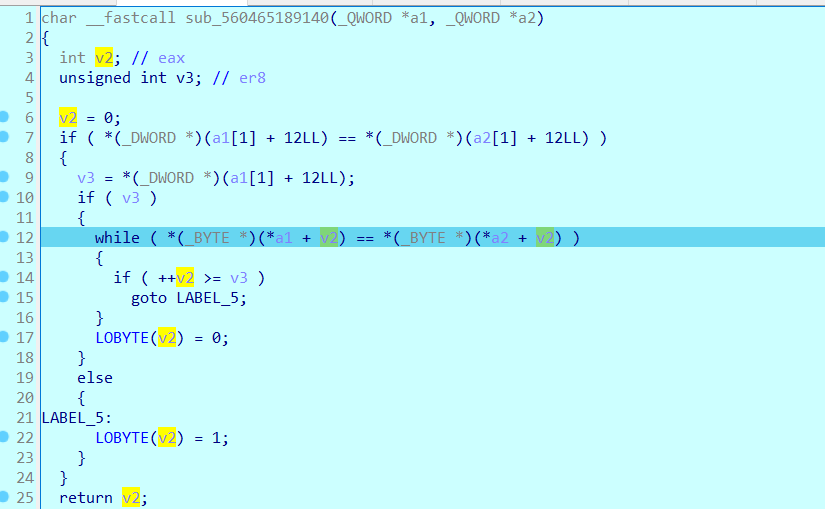 1 char __fastcall sub_560465189140(_QWORD *a1, _QWORD *a2)
2 {
3   int v2; // eax
4   unsigned int v3; // er8
5
6   v2 = 0;
7   if ( *(_DWORD *)(a1[1] + 12LL) == *(_DWORD *)(a2[1] + 12LL) )
8   {
9     v3 = *(_DWORD *)(a1[1] + 12LL);
10     if ( v3 )
11     {
12       while ( *(_BYTE *)(*a1 + v2) == *(_BYTE *)(*a2 + v2) )
13       {
14         if ( ++v2 >= v3 )
15           goto LABEL_5;
16       }
17       LOBYTE(v2) = 0;
18     }
19     else
20     {
21 LABEL_5:
22       LOBYTE(v2) = 1;
23     }
24   }
25   return v2;